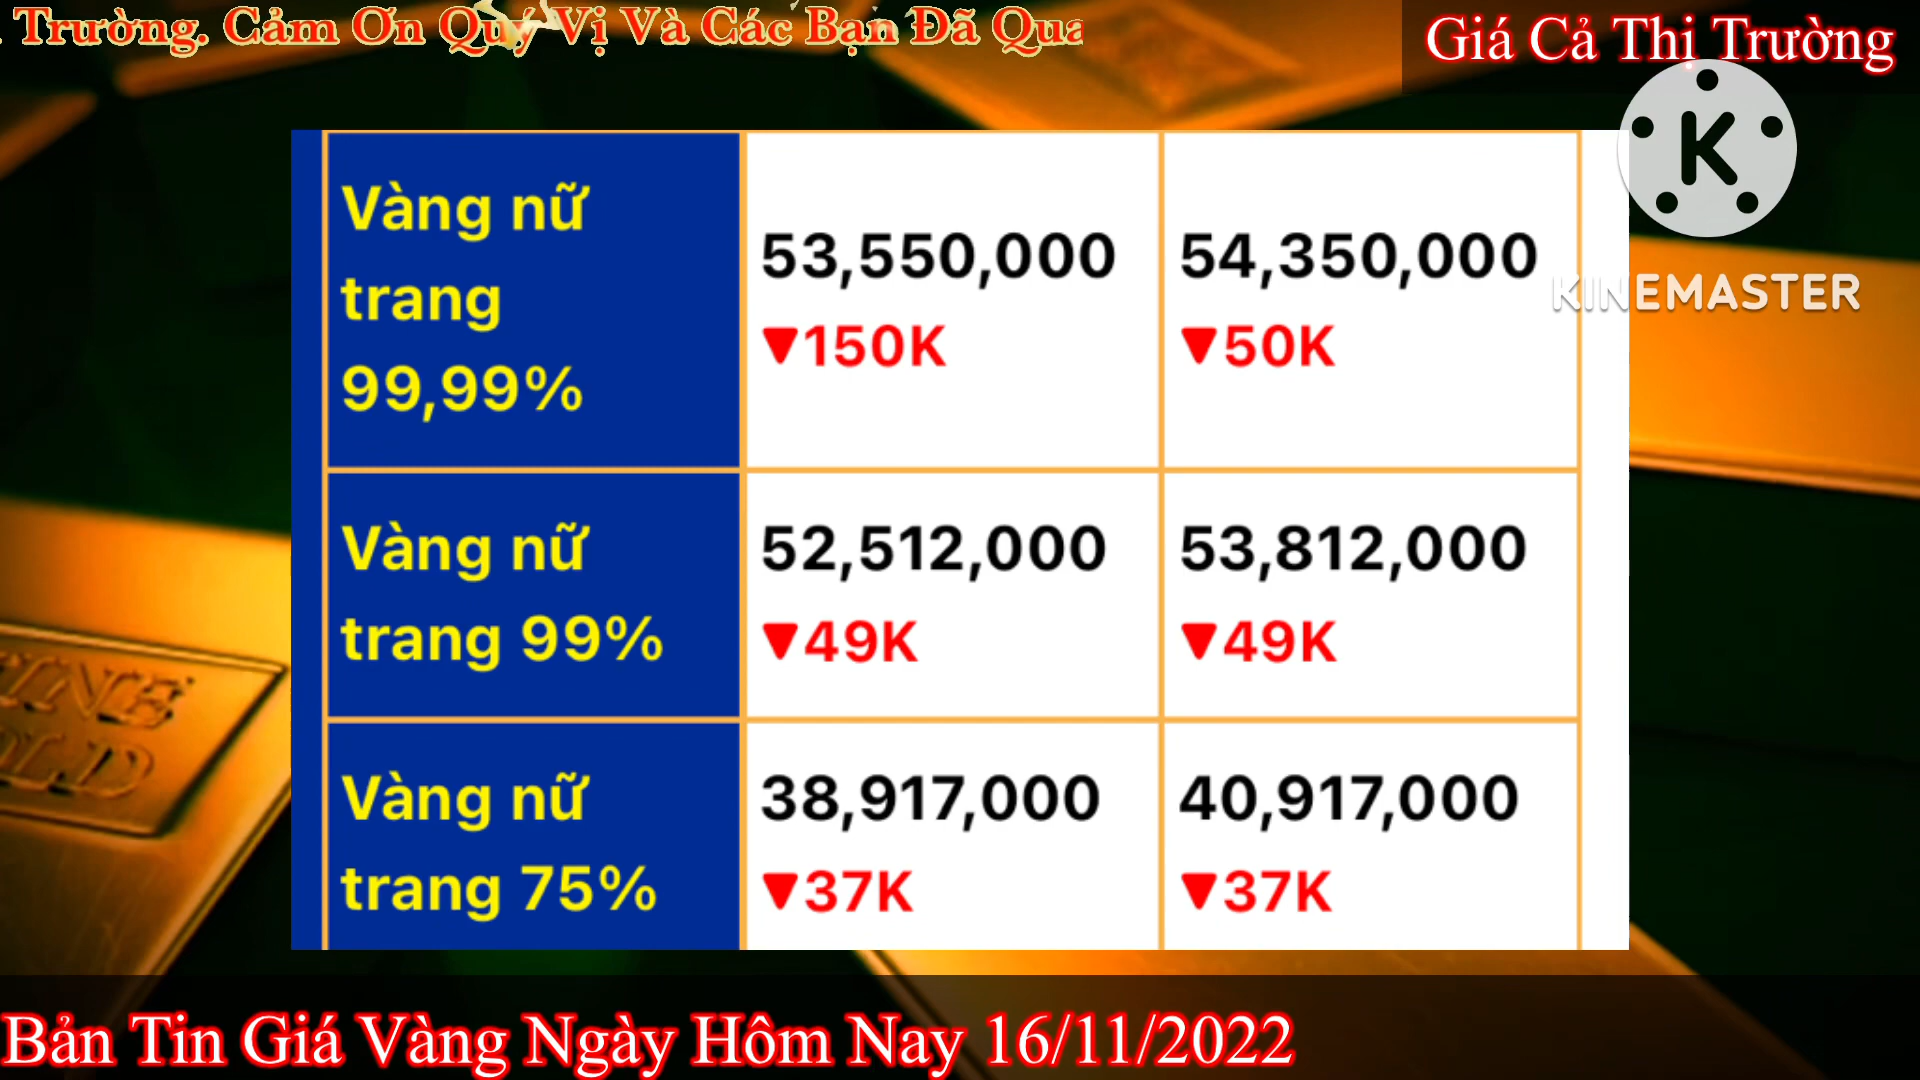 Trường. Cảm Ơn Quý Vị Và Các Bạn Đã
Giá Cả Thi Trường
K
KINEMASTER
Vàng nữ
trang
99,99%
53,550,000
▼150K
54,350,000
▼50K
Vàng nữ
trang 99%
52,512,000
▼49K
53,812,000
▼49K
Vàng nữ
trang 75%
38,917,000
▼37K
40,917,000
▼37K
Bản Tin Giá Vàng Ngày Hôm Nay 16/11/2022